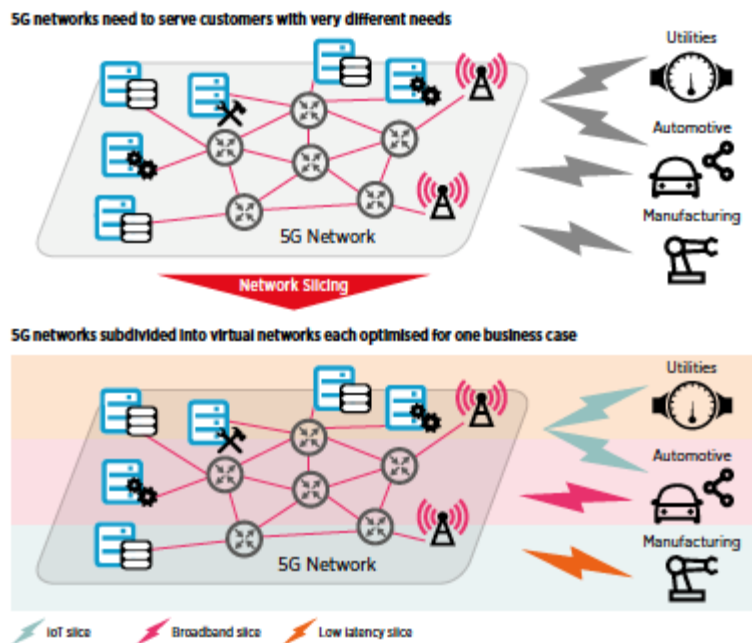 5G networks need to serve customers with very different needs
Utilities
Automotive
Manufacturing
5G Network
Network Slicing
5G networks subdivided into virtual networks each optimised for one business case
Utilities
Automotive
Manufacturing
5G Network
IoT slice
Broadband slice
Low latency slice